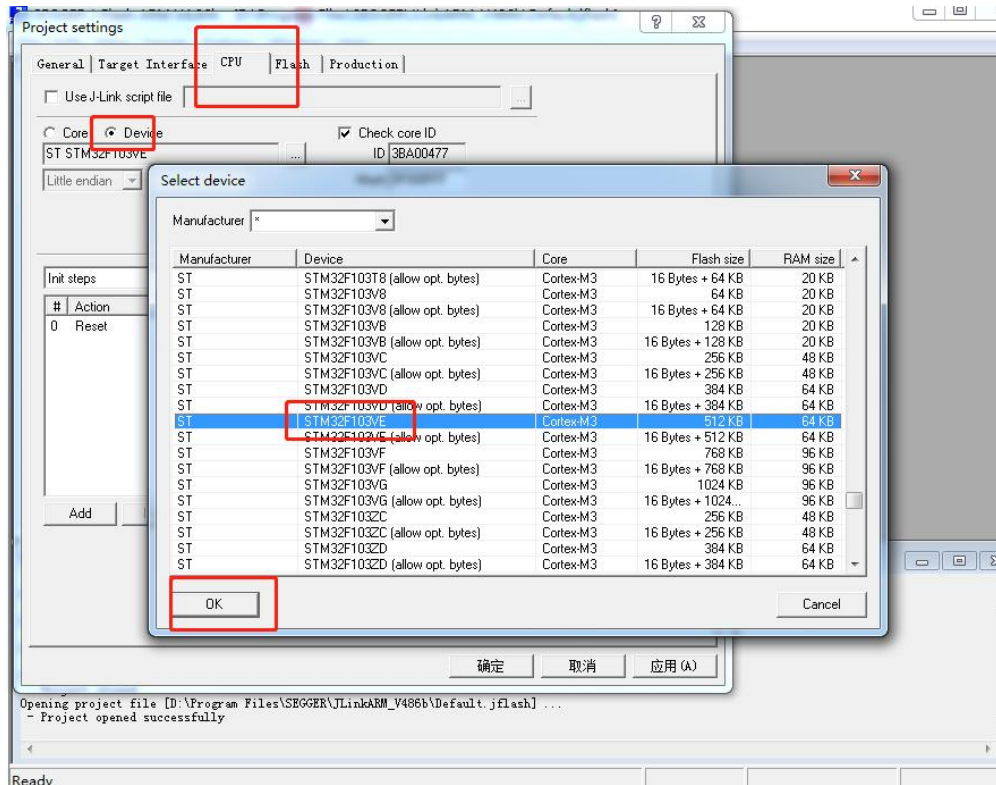 Project settings
General Target Interface CPU Flash Production
Use J-Link script file ...
Core Device Check core ID
ST STM32F103VE ... ID 3BA00477
Little endian
Select device
Manufacturer *
Manufacturer Device Core Flash size RAM size
ST STM32F103T8 (allow opt. bytes) Cortex-M3 16 Bytes + 64 KB 20 KB
ST STM32F103V8 Cortex-M3 64 KB 20 KB
ST STM32F103V8 (allow opt. bytes) Cortex-M3 16 Bytes + 64 KB 20 KB
ST STM32F103VB Cortex-M3 128 KB 20 KB
ST STM32F103VB (allow opt. bytes) Cortex-M3 16 Bytes + 128 KB 20 KB
ST STM32F103VC Cortex-M3 256 KB 48 KB
ST STM32F103VC (allow opt. bytes) Cortex-M3 16 Bytes + 256 KB 48 KB
ST STM32F103VD Cortex-M3 384 KB 64 KB
ST STM32F103VD (allow opt. bytes) Cortex-M3 16 Bytes + 384 KB 64 KB
ST STM32F103VE Cortex-M3 512 KB 64 KB
ST STM32F103VE (allow opt. bytes) Cortex-M3 16 Bytes + 512 KB 64 KB
ST STM32F103VF Cortex-M3 768 KB 96 KB
ST STM32F103VF (allow opt. bytes) Cortex-M3 16 Bytes + 768 KB 96 KB
ST STM32F103VG Cortex-M3 1024 KB 96 KB
ST STM32F103VG (allow opt. bytes) Cortex-M3 16 Bytes + 1024... 96 KB
ST STM32F103ZC Cortex-M3 256 KB 48 KB
ST STM32F103ZC (allow opt. bytes) Cortex-M3 16 Bytes + 256 KB 48 KB
ST STM32F103ZD Cortex-M3 384 KB 64 KB
ST STM32F103ZD (allow opt. bytes) Cortex-M3 16 Bytes + 384 KB 64 KB
OK Cancel
Init steps
# Action
0 Reset
Add
确定 取消 应用(A)
Opening project file [D:\Program Files\SEGGER\JLinkARM_V486b\Default.jflash] ...
- Project opened successfully
Ready